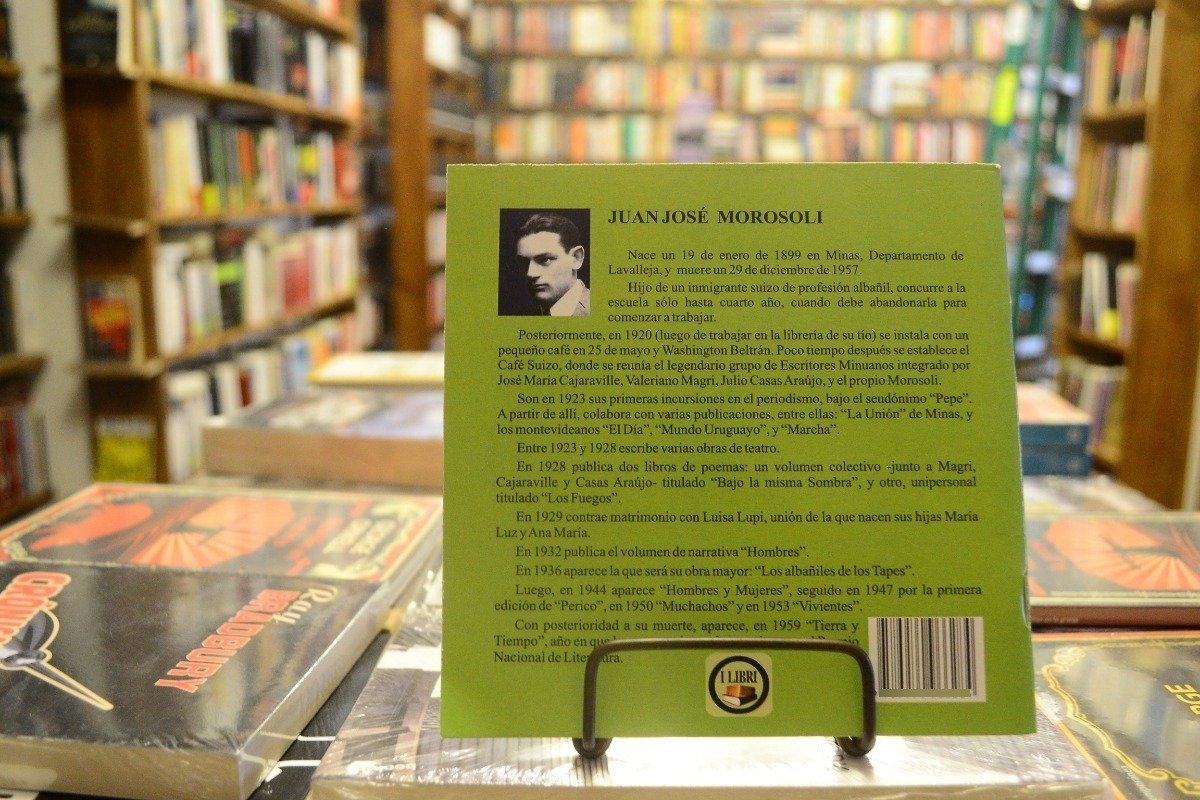 JUAN JOSÉ MOROSOLI
Nace un 19 de enero de 1899 en Minas, Departamento de
Lavalleja, y muere un 29 de diciembre de 1957.
Hijo de un inmigrante suizo de profesión albañil, concurre a la
escuela sólo hasta cuarto año, cuando debe abandonarla para
comenzar a trabajar.
Posteriormente, en 1920 (luego de trabajar en la librería de su tío) se instala con un
pequeño café en 25 de mayo y Washington Beltrán. Poco tiempo después se establece el
Café Suizo, donde se reunía el legendario grupo de Escritores Minuanos integrado por
José María Cajaraville, Valeriano Magri, Julio Casas Araújo, y el propio Morosoli.
Son en 1923 sus primeras incursiones en el periodismo, bajo el seudónimo “Pepe”.
A partir de allí, colabora con varias publicaciones, entre ellas: “La Unión” de Minas, y
los montevideanos “El Día”, “Mundo Uruguayo”, y “Marcha”.
Entre 1923 y 1928 escribe varias obras de teatro.
En 1928 publica dos libros de poemas: un volumen colectivo -junto a Magri,
Cajaraville y Casas Araújo- titulado “Bajo la misma Sombra”, y otro, unipersonal
titulado “Los Fuegos”.
En 1929 contrae matrimonio con Luisa Lupi, unión de la que nacen sus hijas María
Luz y Ana María.
En 1932 publica el volumen de narrativa “Hombres”.
En 1936 aparece la que será su obra mayor: “Los albañiles de los Tapes”.
Luego, en 1944 aparece “Hombres y Mujeres”, seguido en 1947 por la primera
edición de “Perico”, en 1950 “Muchachos” y en 1953 “Vivientes”.
Con posterioridad a su muerte, aparece, en 1959 “Tierra y
Tiempo”, año en que
Nacional de Literatura.
I LIBRI
Ray
BRADBURY